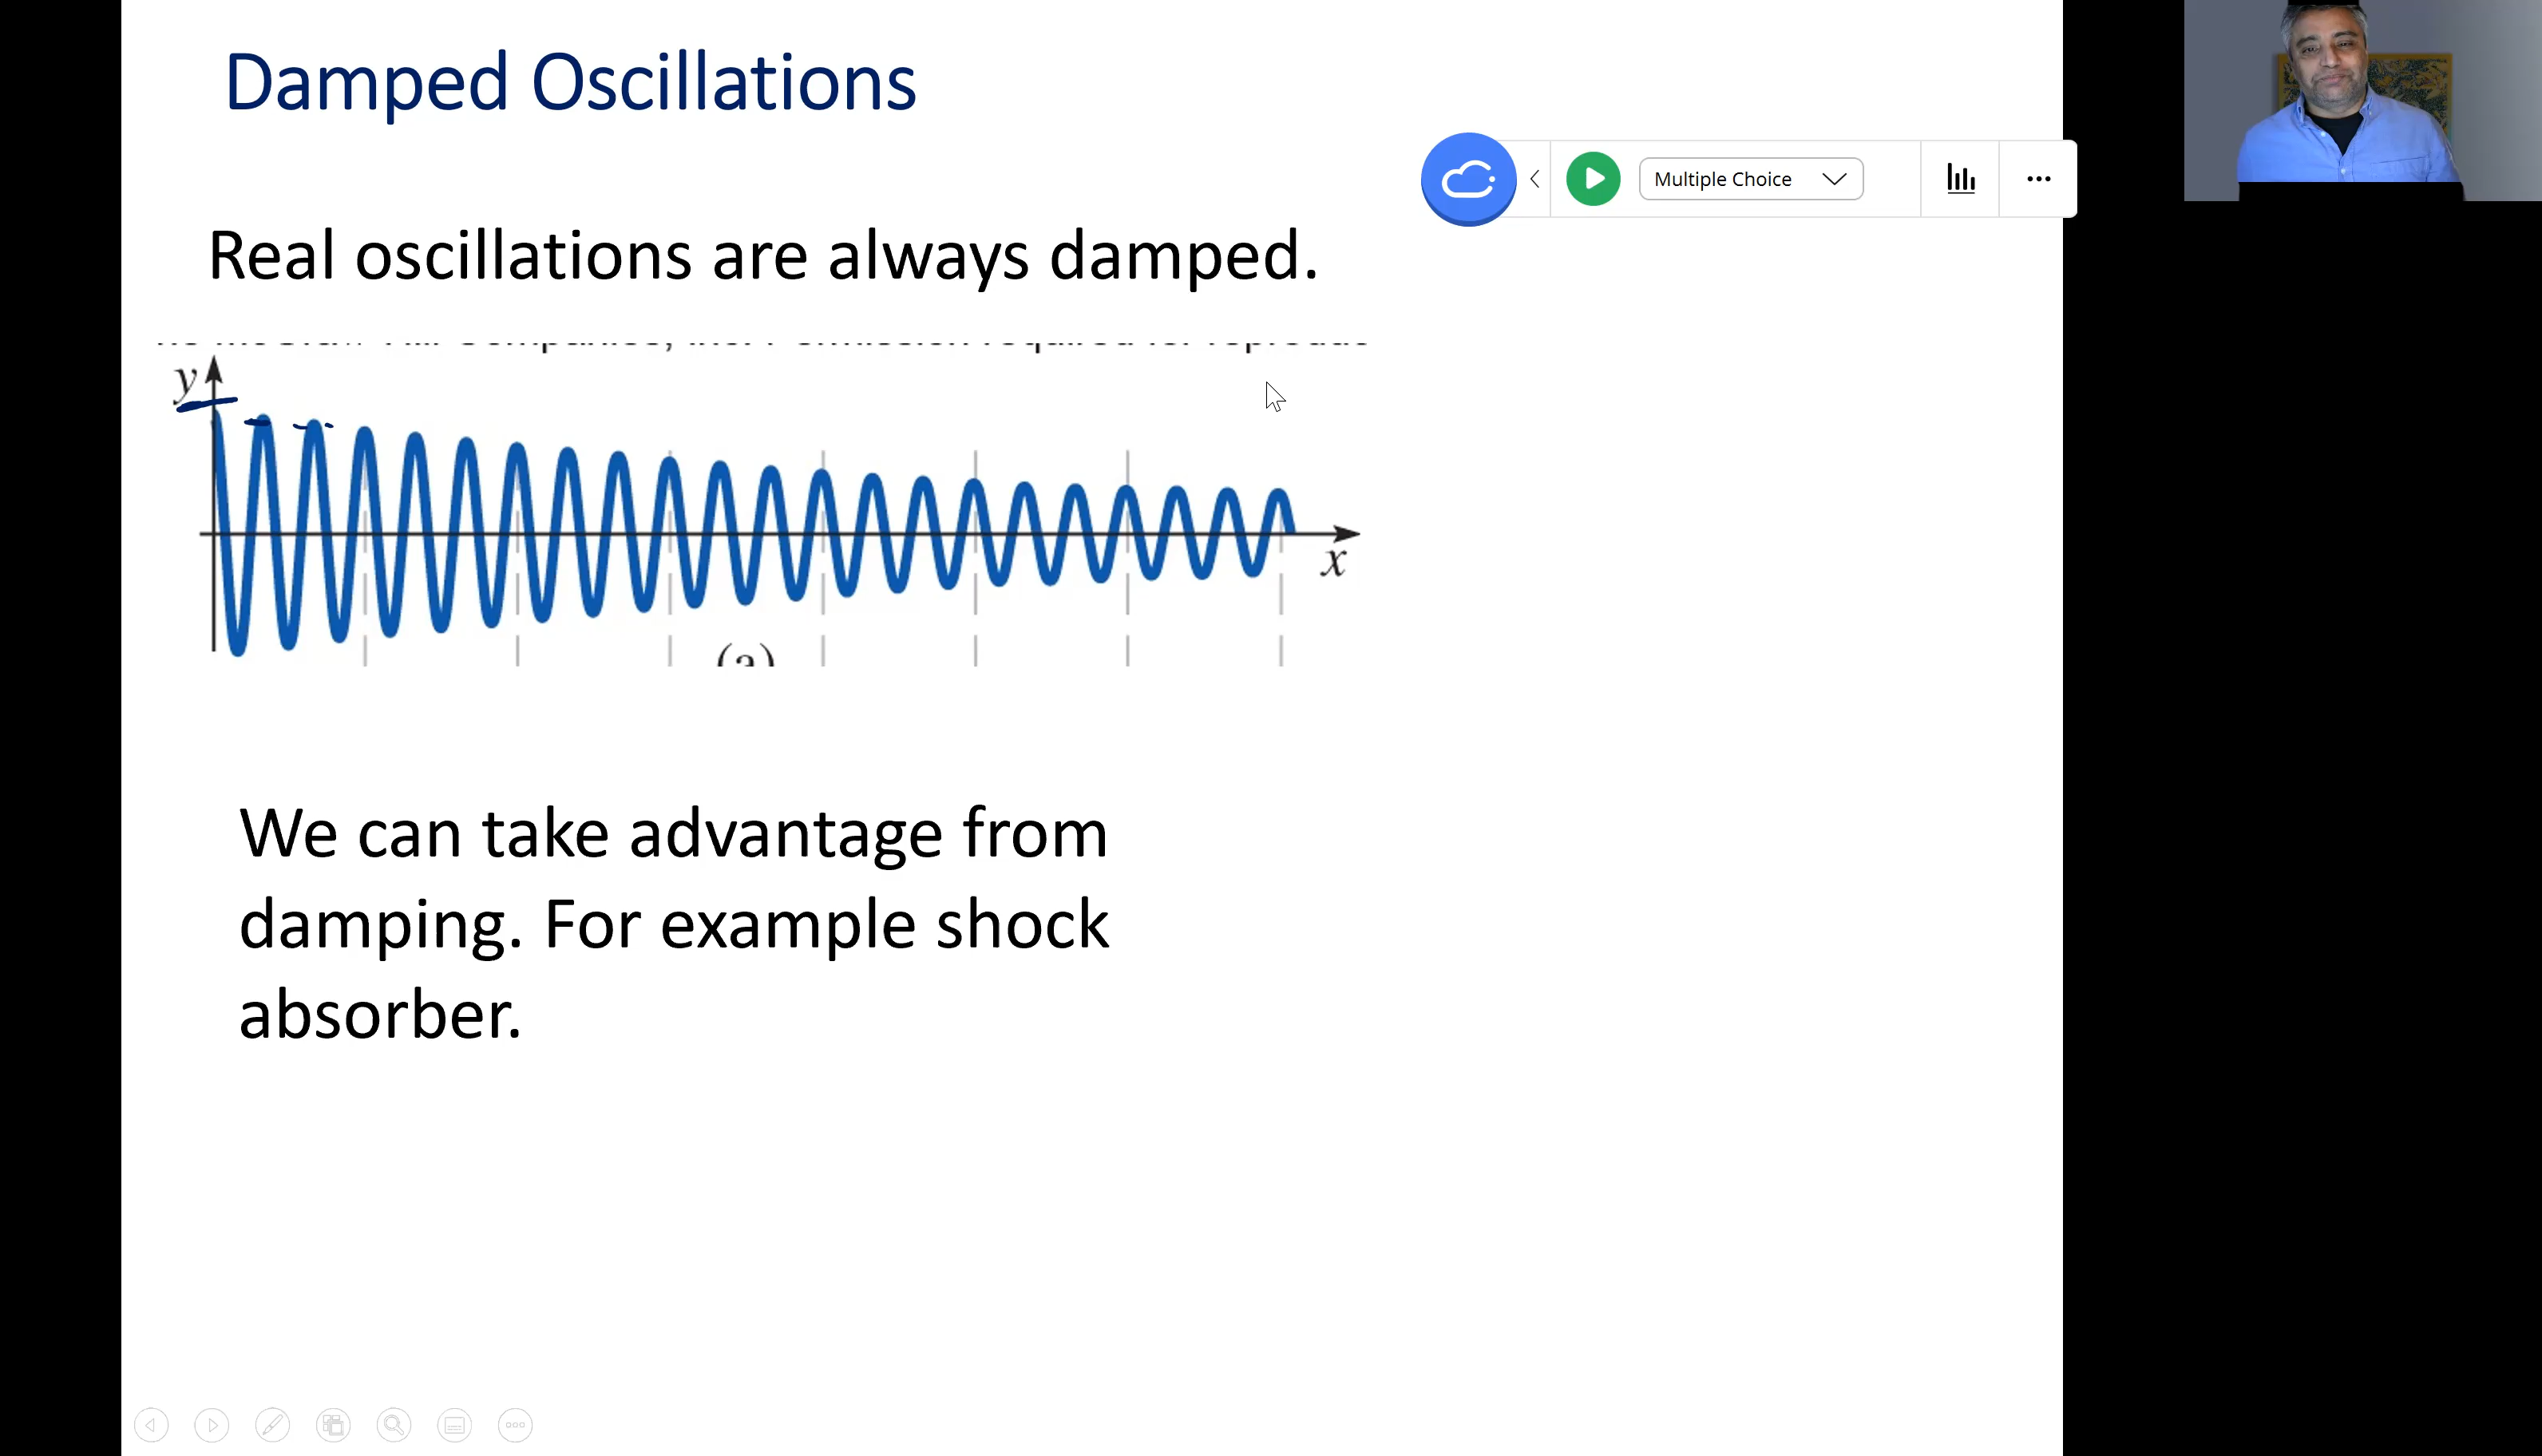 Damped Oscillations
Multiple Choice
Real oscillations are always damped.
y
x
(a)
We can take advantage from
damping. For example shock
absorber.